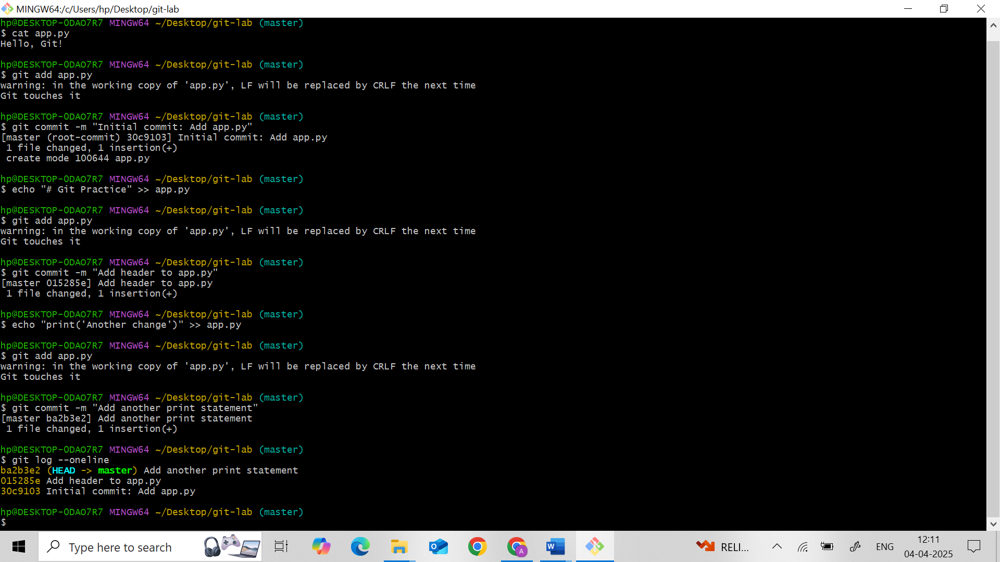 MINGW64:/c/Users/hp/Desktop/git-lab
hp@DESKTOP-0DAO7R7 MINGW64 ~/Desktop/git-lab (master)
$ cat app.py
Hello, Git!
hp@DESKTOP-0DAO7R7 MINGW64 ~/Desktop/git-lab (master)
$ git add app.py
warning: in the working copy of 'app.py', LF will be replaced by CRLF the next time
Git touches it
hp@DESKTOP-0DAO7R7 MINGW64 ~/Desktop/git-lab (master)
$ git commit -m "Initial commit: Add app.py"
[master (root-commit) 30c9103] Initial commit: Add app.py
 1 file changed, 1 insertion(+)
 create mode 100644 app.py
hp@DESKTOP-0DAO7R7 MINGW64 ~/Desktop/git-lab (master)
$ echo "# Git Practice" >> app.py
hp@DESKTOP-0DAO7R7 MINGW64 ~/Desktop/git-lab (master)
$ git add app.py
warning: in the working copy of 'app.py', LF will be replaced by CRLF the next time
Git touches it
hp@DESKTOP-0DAO7R7 MINGW64 ~/Desktop/git-lab (master)
$ git commit -m "Add header to app.py"
[master 015285e] Add header to app.py
 1 file changed, 1 insertion(+)
hp@DESKTOP-0DAO7R7 MINGW64 ~/Desktop/git-lab (master)
$ echo "print('Another change')" >> app.py
hp@DESKTOP-0DAO7R7 MINGW64 ~/Desktop/git-lab (master)
$ git add app.py
warning: in the working copy of 'app.py', LF will be replaced by CRLF the next time
Git touches it
hp@DESKTOP-0DAO7R7 MINGW64 ~/Desktop/git-lab (master)
$ git commit -m "Add another print statement"
[master ba2b3e2] Add another print statement
 1 file changed, 1 insertion(+)
hp@DESKTOP-0DAO7R7 MINGW64 ~/Desktop/git-lab (master)
$ git log --oneline
ba2b3e2 (HEAD -> master) Add another print statement
015285e Add header to app.py
30c9103 Initial commit: Add app.py
hp@DESKTOP-0DAO7R7 MINGW64 ~/Desktop/git-lab (master)
$
Type here to search
RELI...
ENG
12:11
04-04-2025